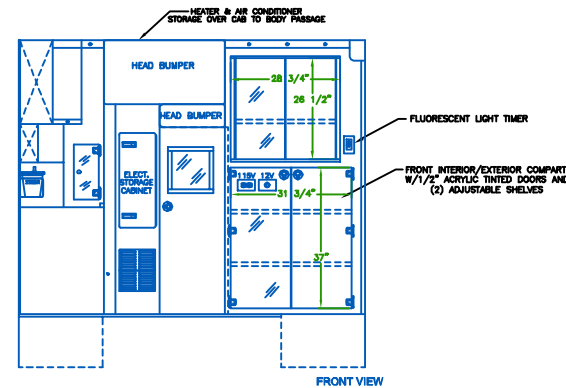 HEATER & AIR CONDITIONER
STORAGE OVER CAB TO BODY PASSAGE
HEAD BUMPER
28 3/4"
26 1/2"
HEAD BUMPER
FLUORESCENT LIGHT TIMER
ELECT.
STORAGE
CABINET
115V 12V
31 3/4"
FRONT INTERIOR/EXTERIOR COMPART
W/1/2" ACRYLIC TINTED DOORS AND
(2) ADJUSTABLE SHELVES
37"
FRONT VIEW